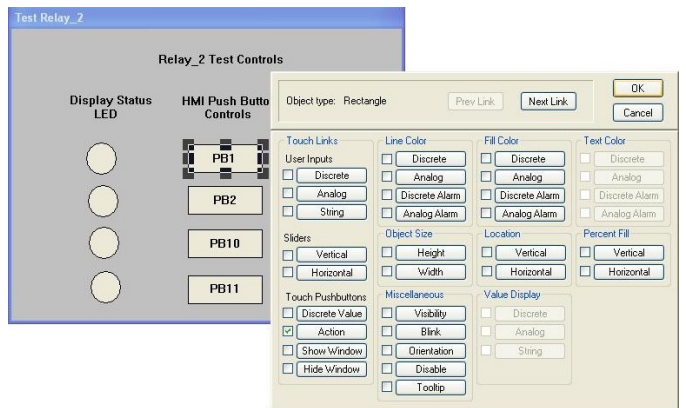 Test Relay_2
Relay_2 Test Controls
Display Status
LED
HMI Push Butto
Controls
PB1
PB2
PB10
PB11
Object type: Rectangle
Prev Link
Next Link
OK
Cancel
Touch Links
User Inputs
Discrete
Analog
String
Sliders
Vertical
Horizontal
Touch Pushbuttons
Discrete Value
Action
Show Window
Hide Window
Line Color
Discrete
Analog
Discrete Alarm
Analog Alarm
Object Size
Height
Width
Miscellaneous
Visibility
Blink
Orientation
Disable
Tooltip
Fill Color
Discrete
Analog
Discrete Alarm
Analog Alarm
Location
Vertical
Horizontal
Value Display
Discrete
Analog
String
Text Color
Discrete
Analog
Discrete Alarm
Analog Alarm
Percent Fill
Vertical
Horizontal